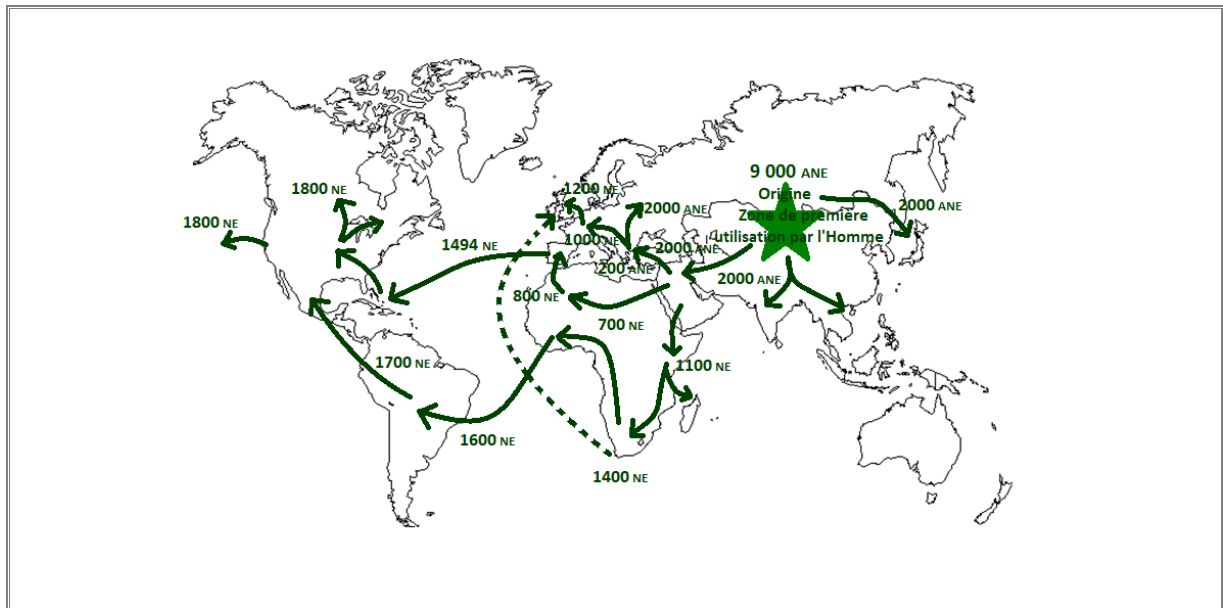 9 000 ANE
Origine
Zone de première
Utilisation par l'Homme
1800 NE
1200 NE
2000 ANE
2000 ANE
1800 NE
1494 NE
1000 NE
2000 ANE
200 ANE
2000 ANE
800 NE
700 NE
1700 NE
1100 NE
1600 NE
1400 NE